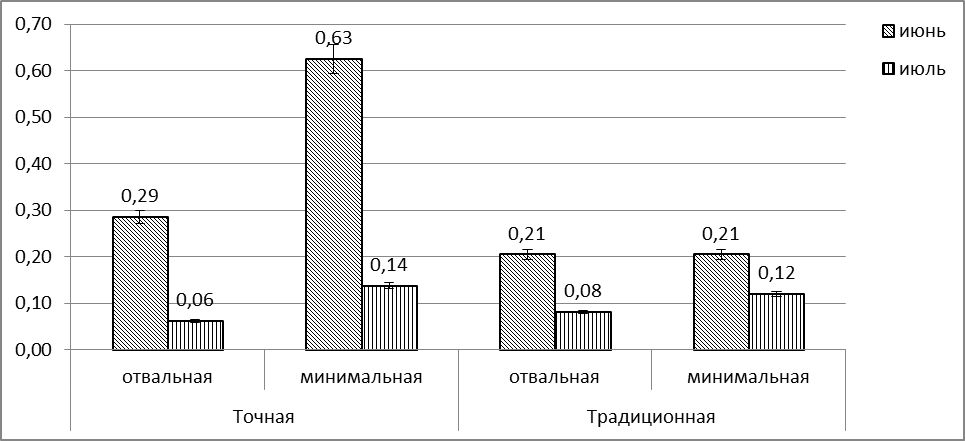 0,70
0,60
0,50
0,40
0,30
0,20
0,10
0,00
0,29
0,06
0,63
0,14
0,21
0,08
0,21
0,12
отвальная
минимальная
отвальная
минимальная
Точная
Традиционная
июнь
июль